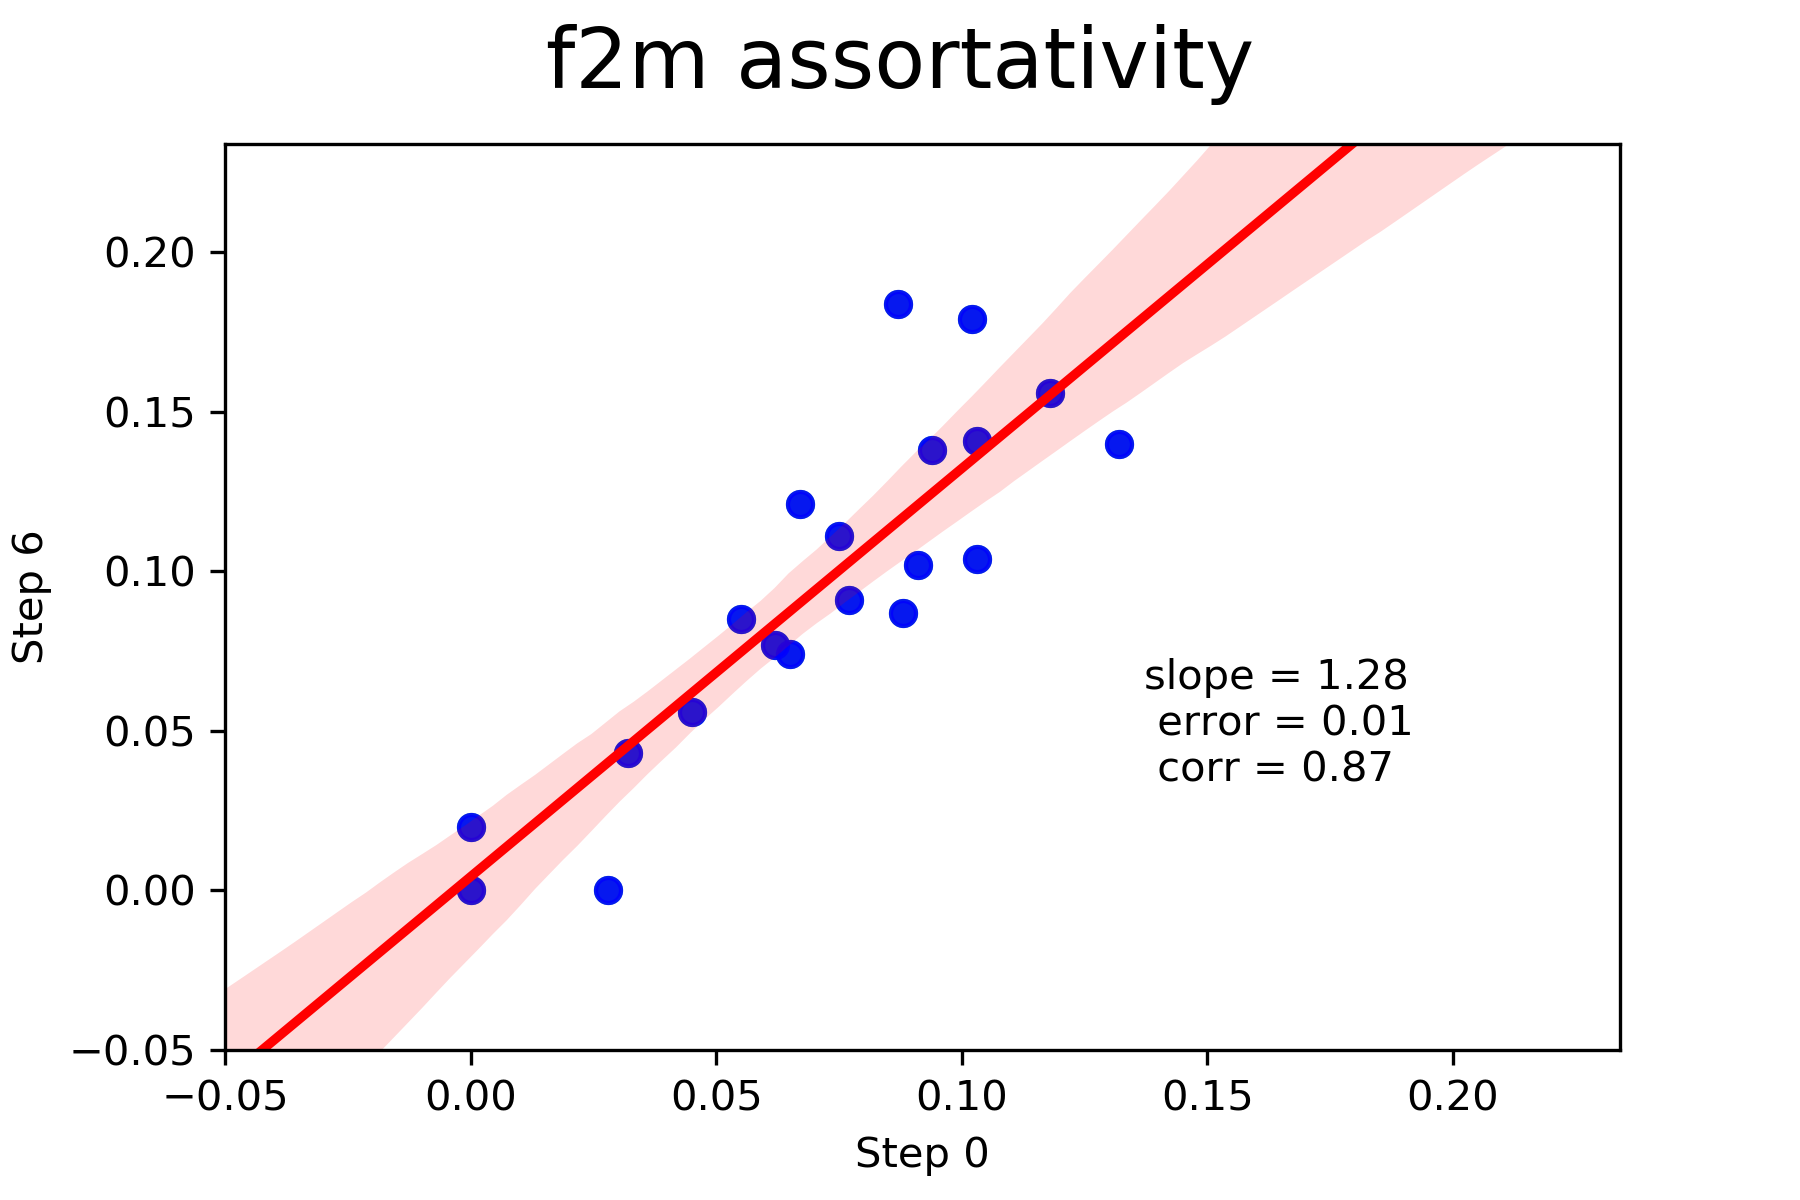 f2m assortativity
0.20
0.15
0.10
0.05
0.00
−0.05
Step 6
slope = 1.28
error = 0.01
corr = 0.87
−0.05 0.00 0.05 0.10 0.15 0.20
Step 0